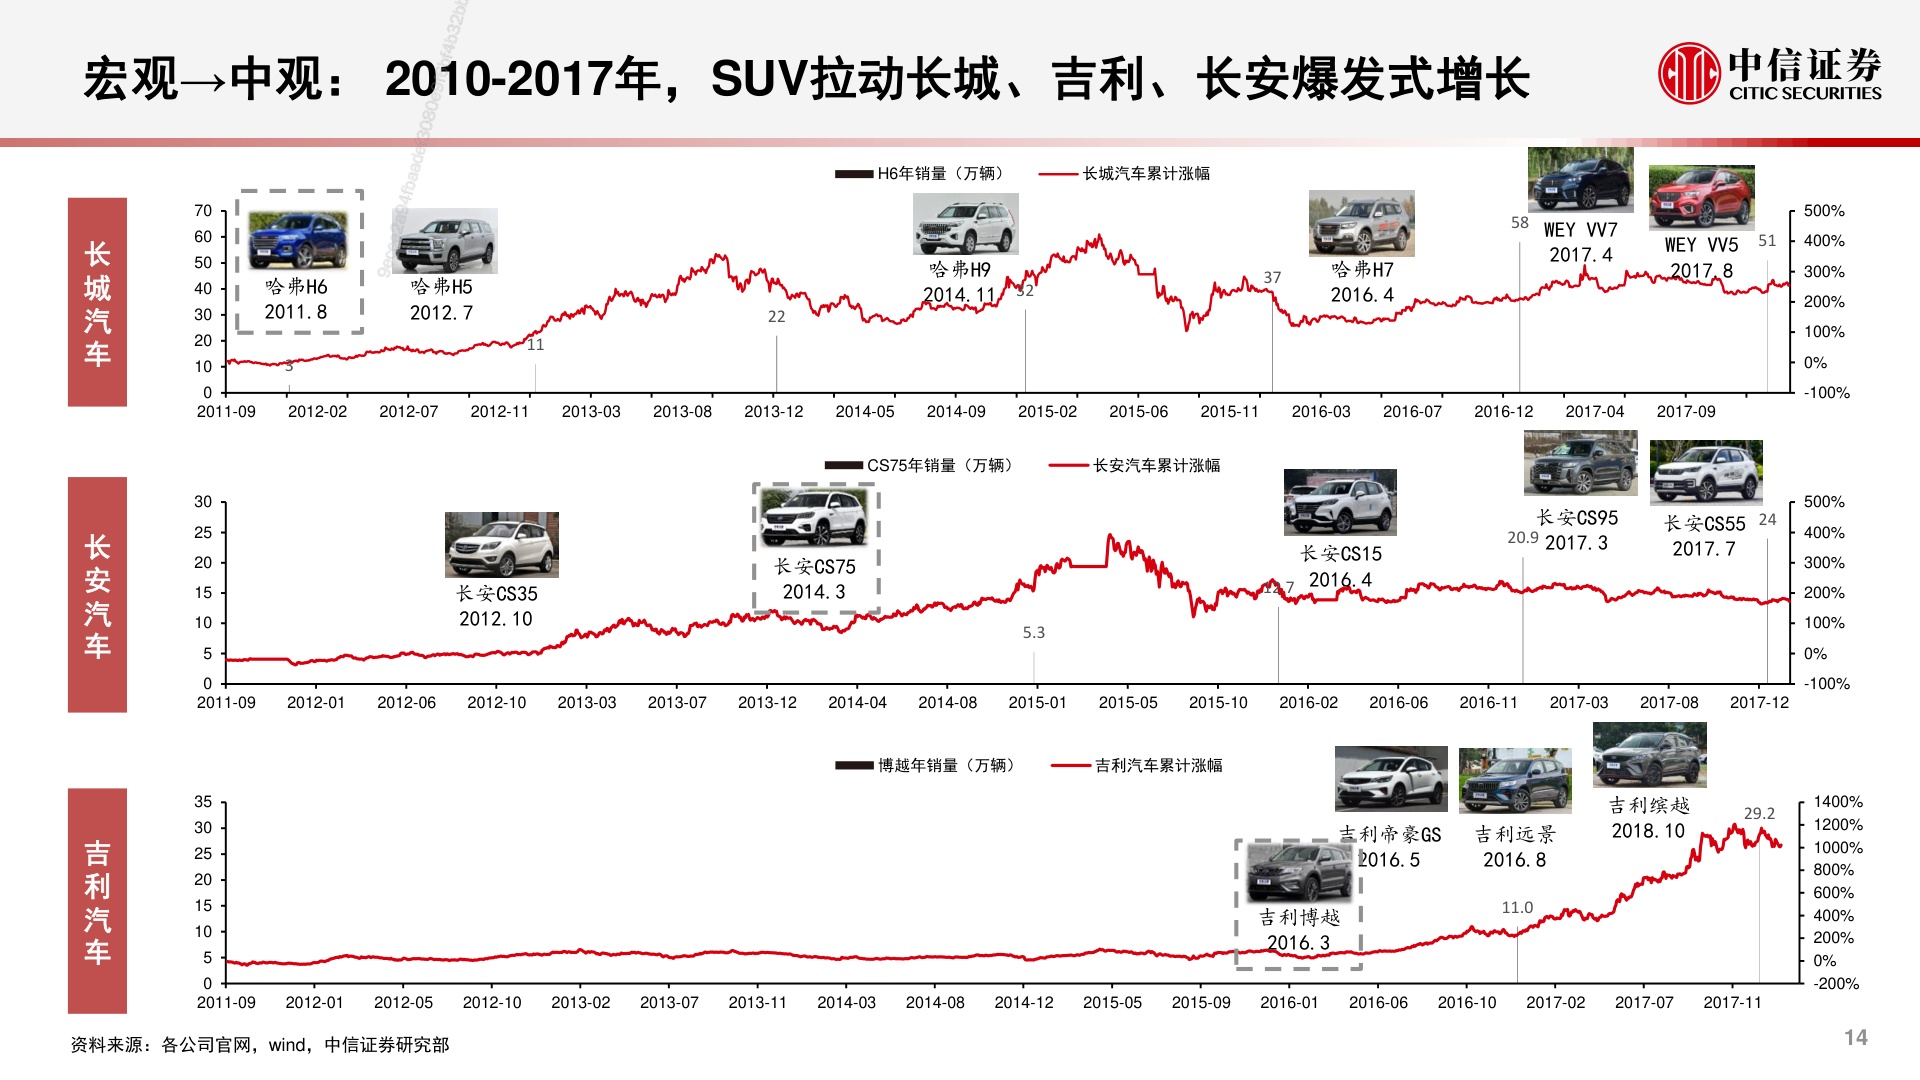 宏观→中观： 2010-2017年，SUV拉动长城、吉利、长安爆发式增长
中信证券
CITIC SECURITIES
长城汽车
H6年销量（万辆） 长城汽车累计涨幅
70
60
50
40
30
20
10
0
500%
400%
300%
200%
100%
0%
-100%
哈弗H6
2011.8
哈弗H5
2012.7
哈弗H9
2014.11
哈弗H7
2016.4
WEY VV7
2017.4
WEY VV5
2017.8
3
11
22
32
37
58
51
2011-09 2012-02 2012-07 2012-11 2013-03 2013-08 2013-12 2014-05 2014-09 2015-02 2015-06 2015-11 2016-03 2016-07 2016-12 2017-04 2017-09
长安汽车
CS75年销量（万辆） 长安汽车累计涨幅
30
25
20
15
10
5
0
500%
400%
300%
200%
100%
0%
-100%
长安CS35
2012.10
长安CS75
2014.3
长安CS15
2016.4
长安CS95
2017.3
长安CS55
2017.7
5.3
12.7
20.9
24
2011-09 2012-01 2012-06 2012-10 2013-03 2013-07 2013-12 2014-04 2014-08 2015-01 2015-05 2015-10 2016-02 2016-06 2016-11 2017-03 2017-08 2017-12
吉利汽车
博越年销量（万辆） 吉利汽车累计涨幅
35
30
25
20
15
10
5
0
1400%
1200%
1000%
800%
600%
400%
200%
0%
-200%
吉利博越
2016.3
吉利帝豪GS
2016.5
吉利远景
2016.8
吉利缤越
2018.10
11.0
29.2
2011-09 2012-01 2012-05 2012-10 2013-02 2013-07 2013-11 2014-03 2014-08 2014-12 2015-05 2015-09 2016-01 2016-06 2016-10 2017-02 2017-07 2017-11
资料来源：各公司官网，wind，中信证券研究部
14